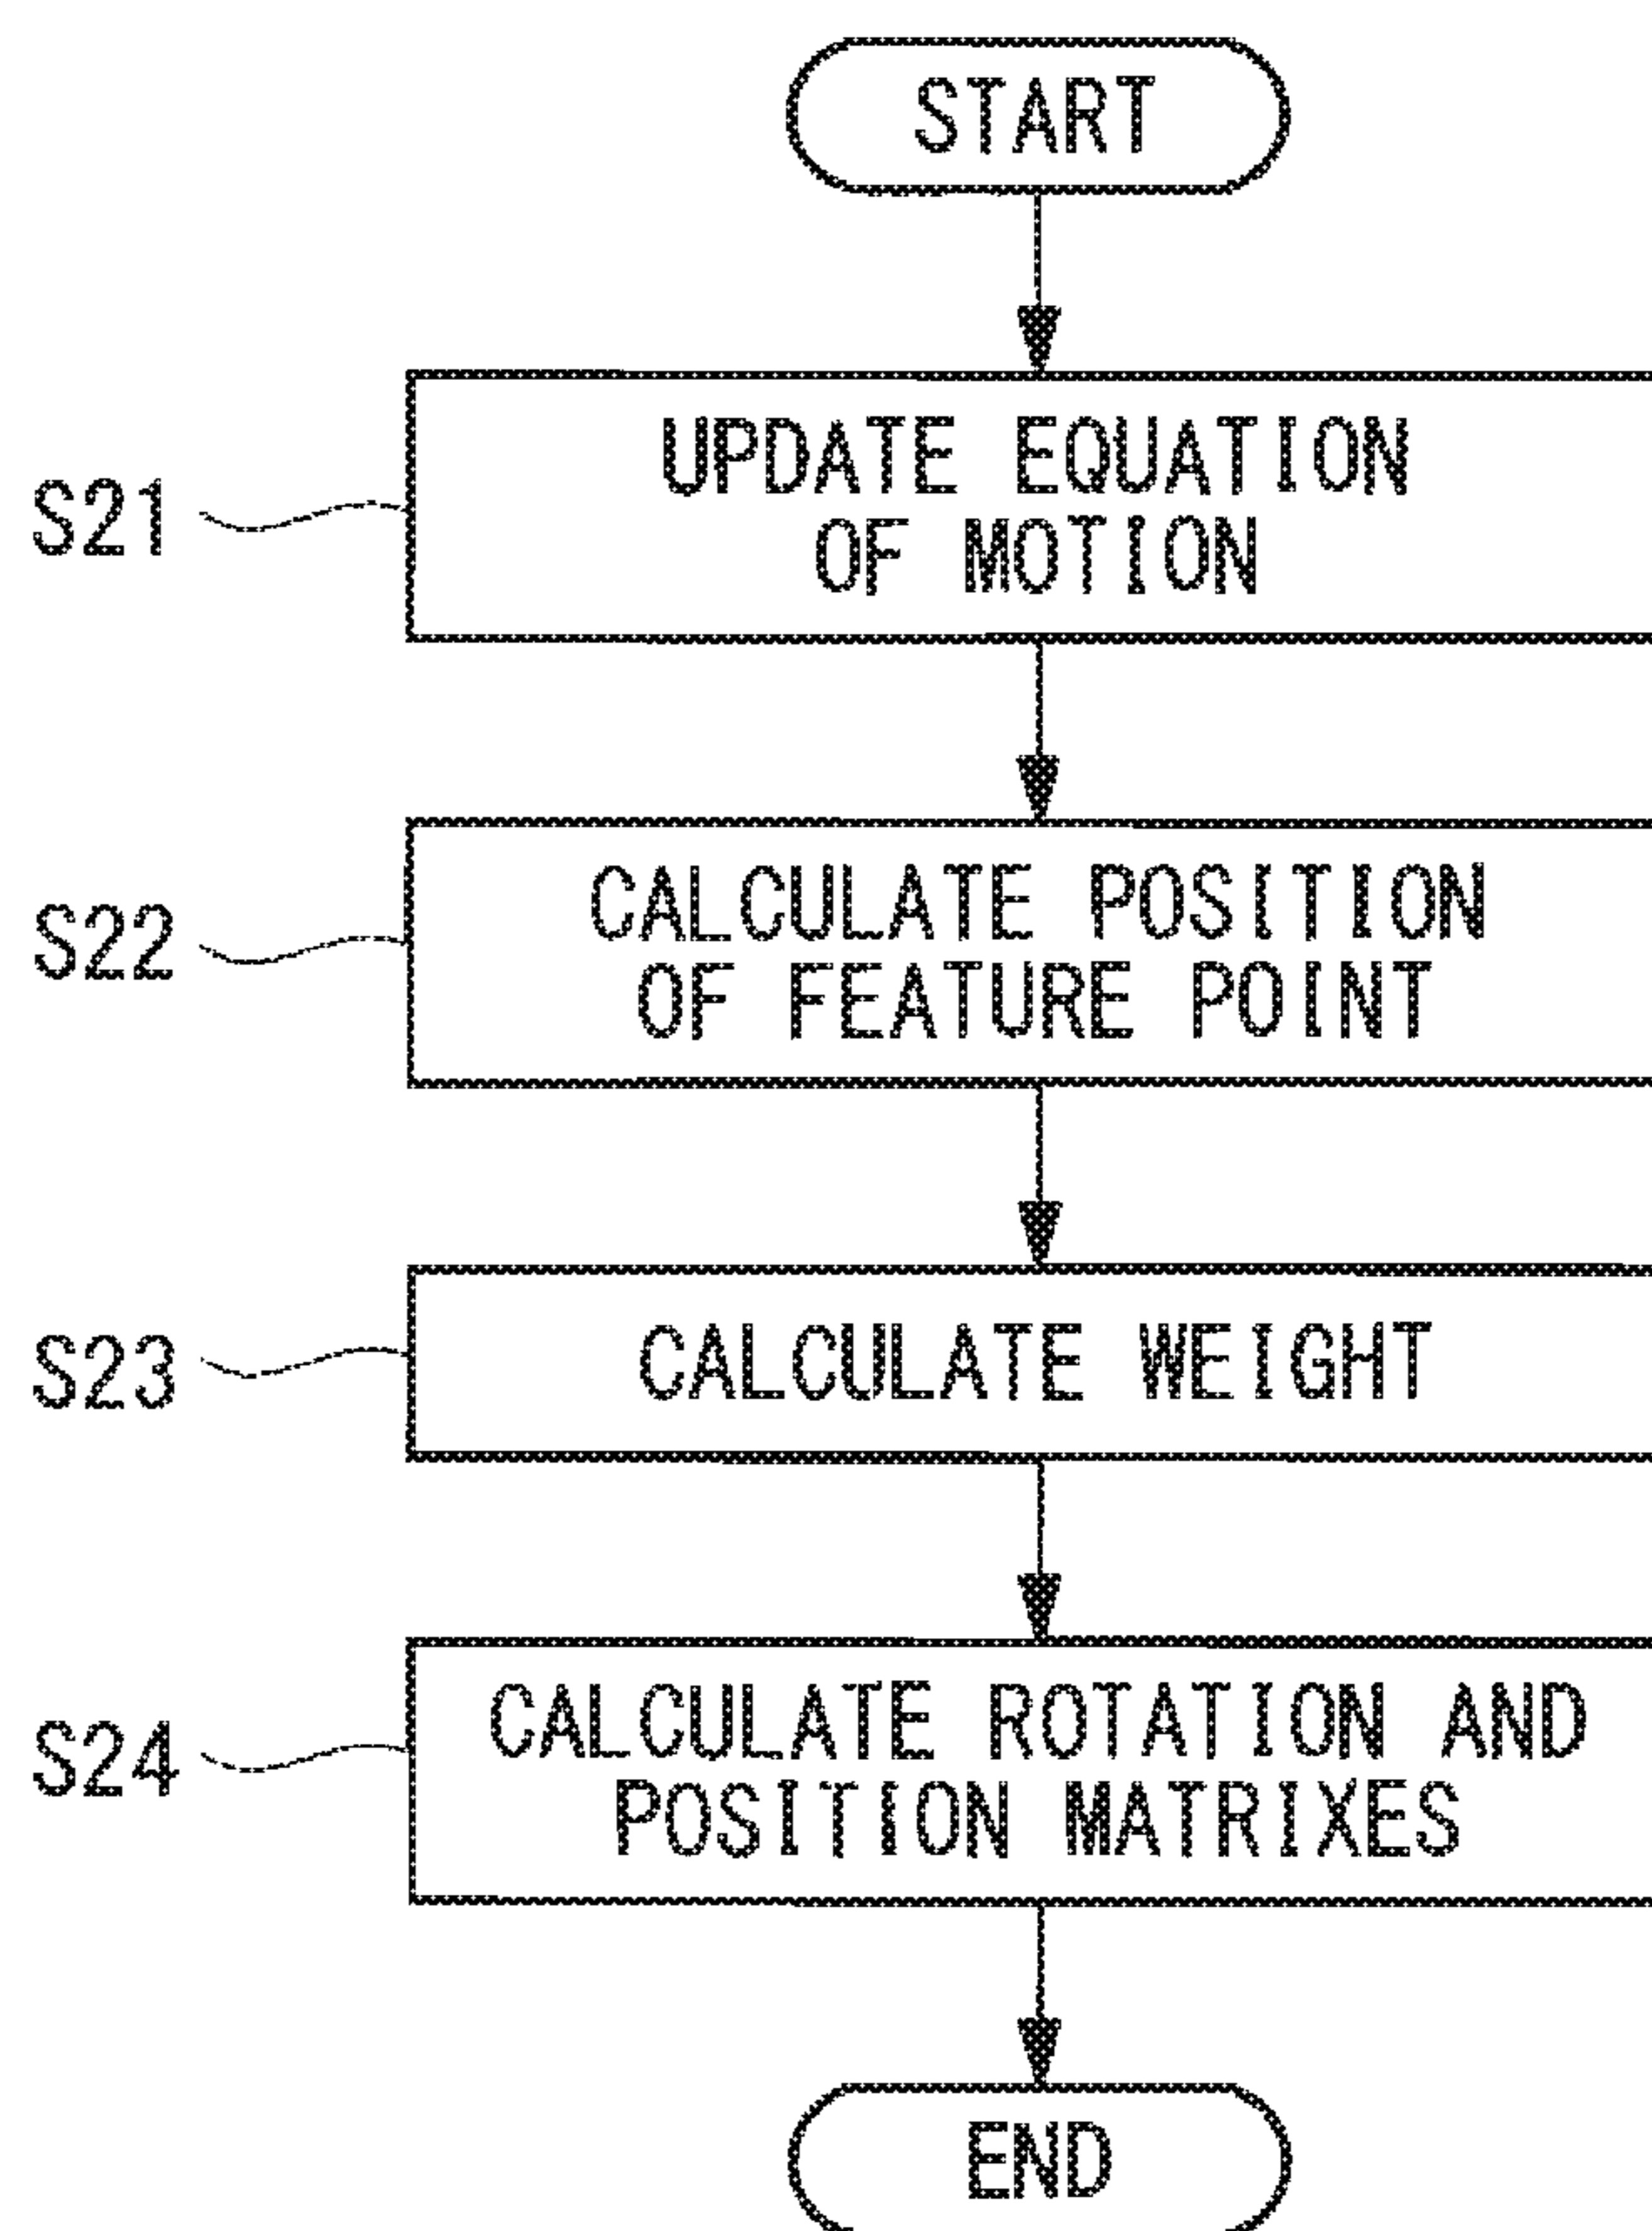 START
S21
UPDATE EQUATION
OF MOTION
S22
CALCULATE POSITION
OF FEATURE POINT
S23
CALCULATE WEIGHT
S24
CALCULATE ROTATION AND
POSITION MATRIXES
END